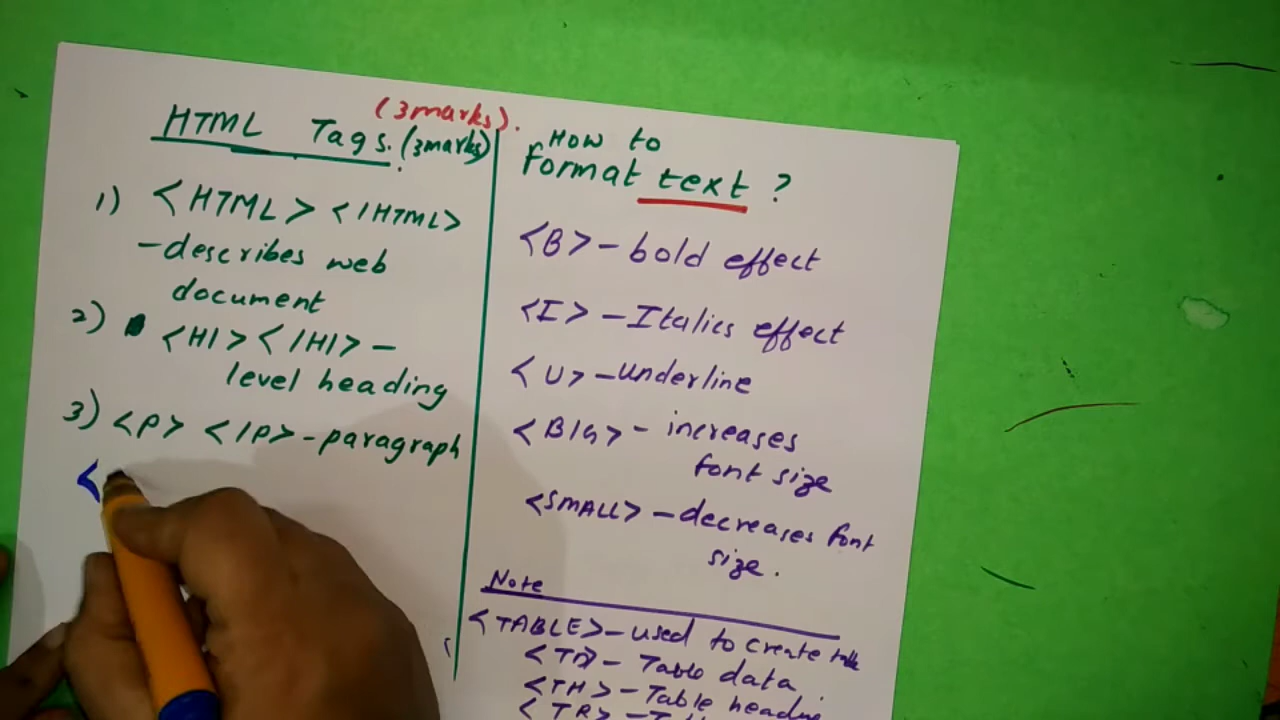 (3marks).
HTML Tags. (3marks)
1) <HTML> </HTML>
- describes web
document
2) <H1> </H1> -
level heading
3) <P> </P> - paragraph
<
HOW to
format text ?
<B> - bold effect
<I> - Italics effect
<U> - underline
<BIG> - increases
font size
<SMALL> - decreases font
size.
Note
<TABLE> - used to create
<TD> - Table data
<TH> - Table heading
<TR> -